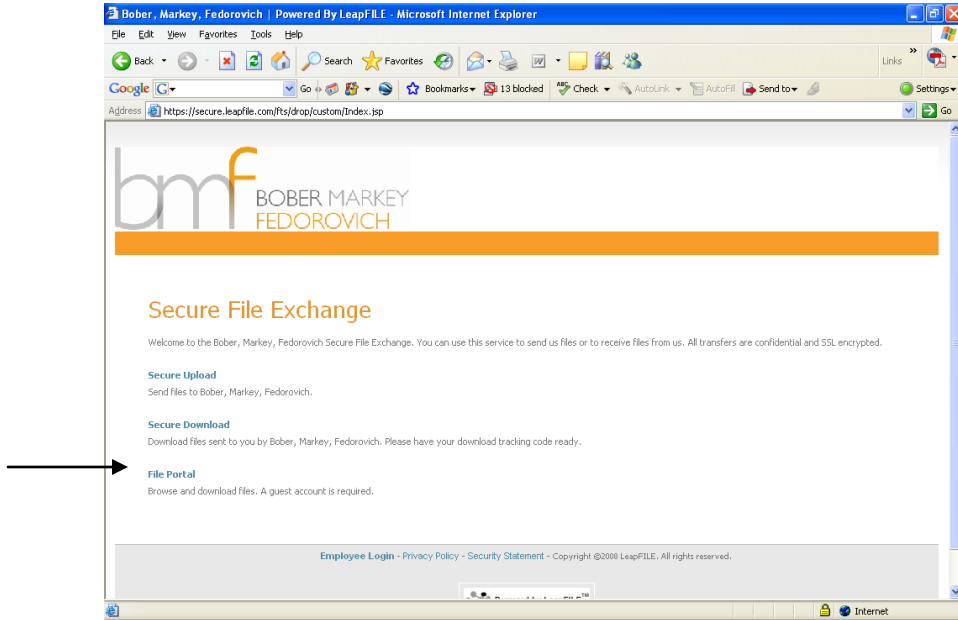 Bober, Markey, Fedorovich | Powered By LeapFILE - Microsoft Internet Explorer
File Edit View Favorites Tools Help
Back Search Favorites W Links »
Google G Go Bookmarks 13 blocked ABC Check AutoLink AutoFill Send to Settings
Address https://secure.leapfile.com/fts/drop/custom/Index.jsp Go
bmf BOBER MARKEY
FEDOROVICH
Secure File Exchange
Welcome to the Bober, Markey, Fedorovich Secure File Exchange. You can use this service to send us files or to receive files from us. All transfers are confidential and SSL encrypted.
Secure Upload
Send files to Bober, Markey, Fedorovich.
Secure Download
Download files sent to you by Bober, Markey, Fedorovich. Please have your download tracking code ready.
File Portal
Browse and download files. A guest account is required.
Employee Login - Privacy Policy - Security Statement - Copyright @2008 LeapFILE. All rights reserved.
Internet